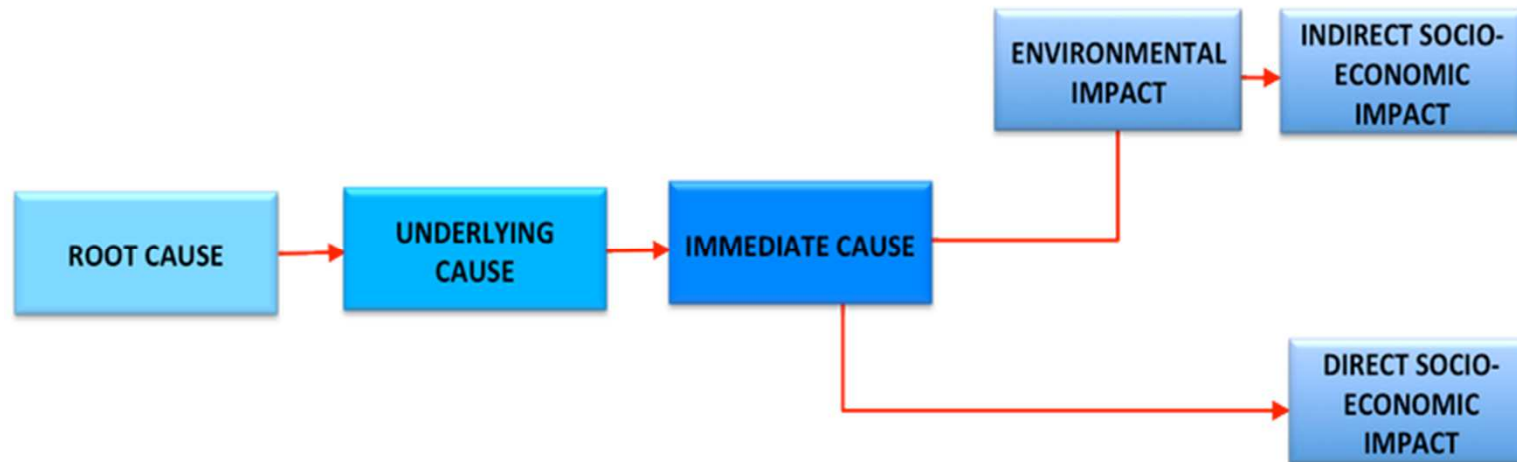 ROOT CAUSE
UNDERLYING
CAUSE
IMMEDIATE CAUSE
ENVIRONMENTAL
IMPACT
INDIRECT SOCIO-
ECONOMIC
IMPACT
DIRECT SOCIO-
ECONOMIC
IMPACT